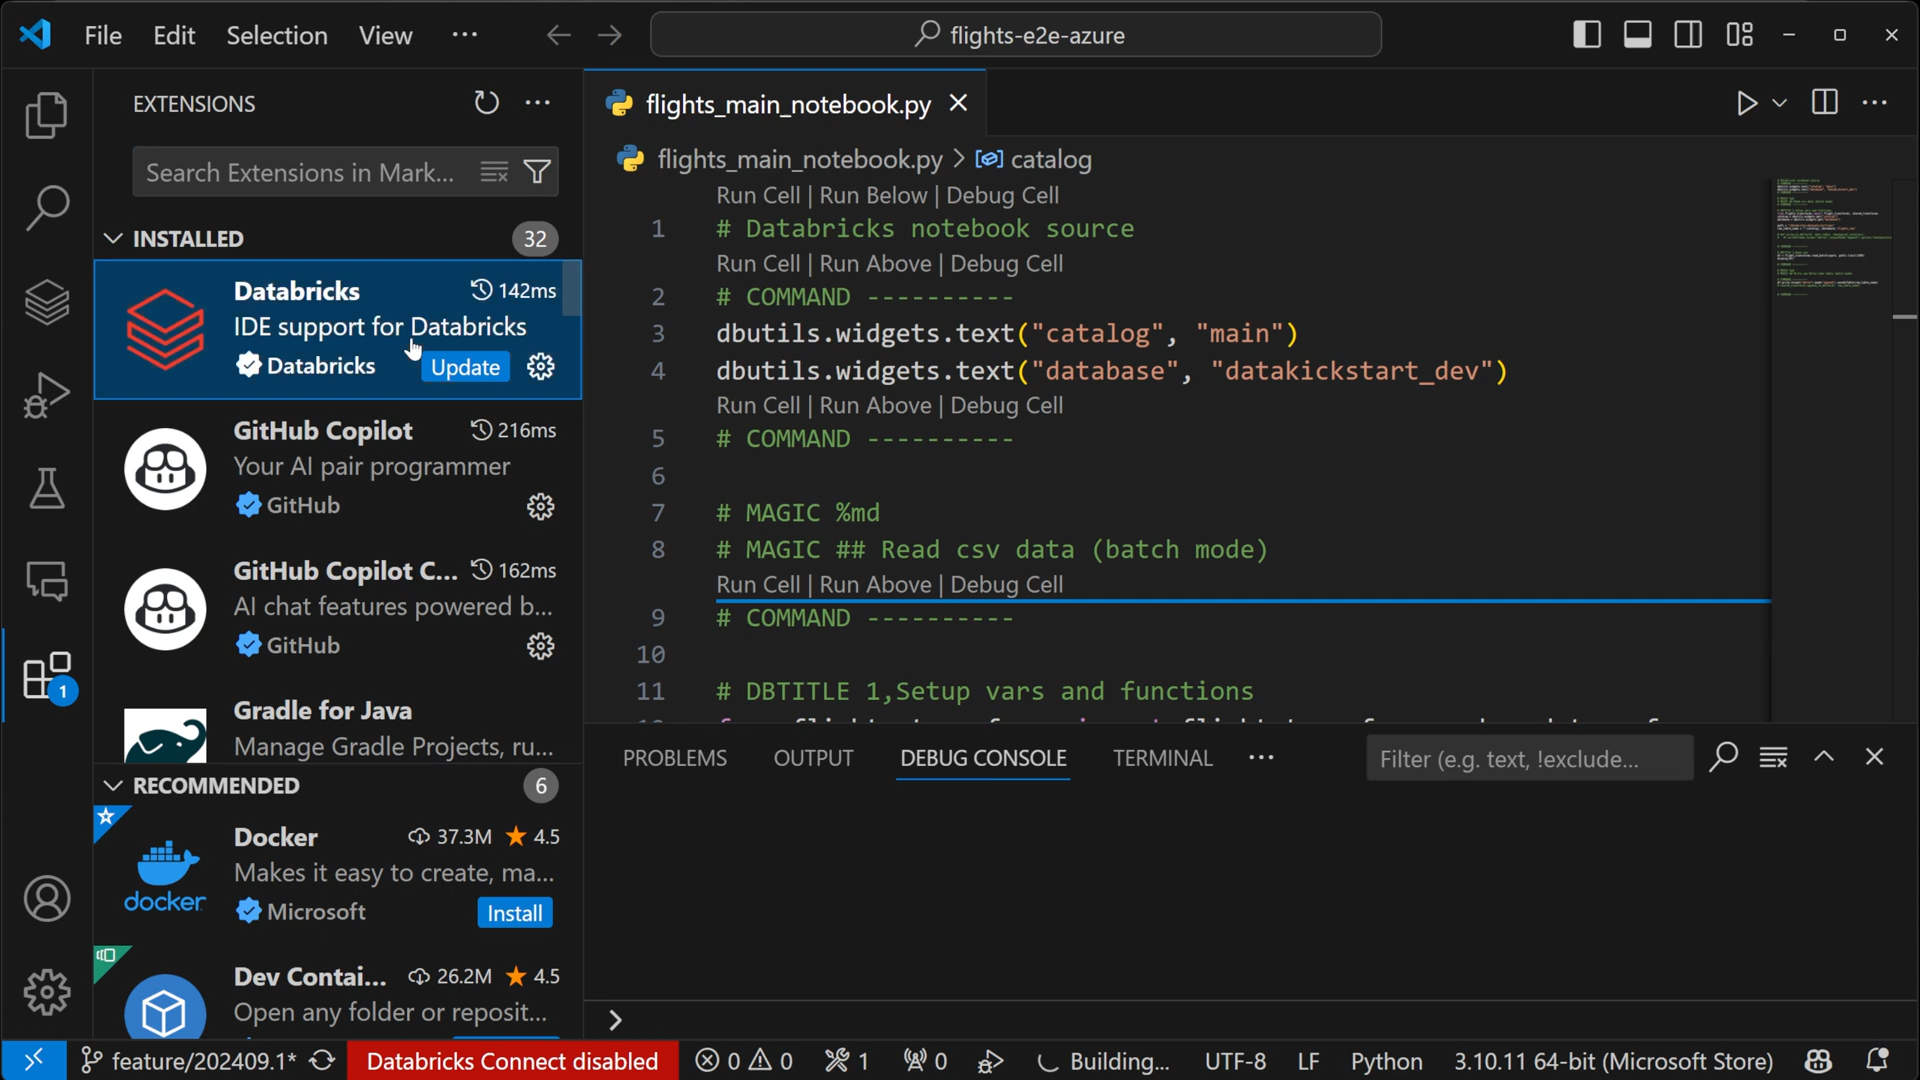 File Edit Selection View ···
flights-e2e-azure
EXTENSIONS
Search Extensions in Mark...
INSTALLED 32
Databricks 142ms
IDE support for Databricks
Databricks Update
GitHub Copilot 216ms
Your AI pair programmer
GitHub
GitHub Copilot C... 162ms
AI chat features powered b...
GitHub
Gradle for Java
Manage Gradle Projects, ru...
RECOMMENDED 6
Docker 37.3M 4.5
Makes it easy to create, ma...
docker
Microsoft Install
Dev Contai... 26.2M 4.5
Open any folder or reposit...
1
flights_main_notebook.py
flights_main_notebook.py > catalog
Run Cell | Run Below | Debug Cell
1 # Databricks notebook source
Run Cell | Run Above | Debug Cell
2 # COMMAND ----------
3 dbutils.widgets.text("catalog", "main")
4 dbutils.widgets.text("database", "datakickstart_dev")
Run Cell | Run Above | Debug Cell
5 # COMMAND ----------
6
7 # MAGIC %md
8 # MAGIC ## Read csv data (batch mode)
Run Cell | Run Above | Debug Cell
9 # COMMAND ----------
10
11 # DBTITLE 1,Setup vars and functions
PROBLEMS OUTPUT DEBUG CONSOLE TERMINAL ···
Filter (e.g. text, !exclude...
>
feature/202409.1* Databricks Connect disabled 0 0 1 0 Building... UTF-8 LF Python 3.10.11 64-bit (Microsoft Store)